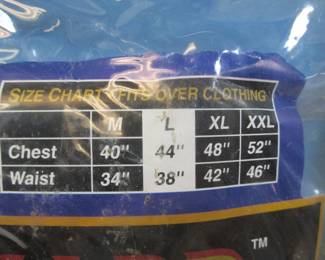 SIZE CHART - FITS OVER CLOTHING
M L XL XXL
Chest 40" 44" 48" 52"
Waist 34" 38" 42" 46"
TM